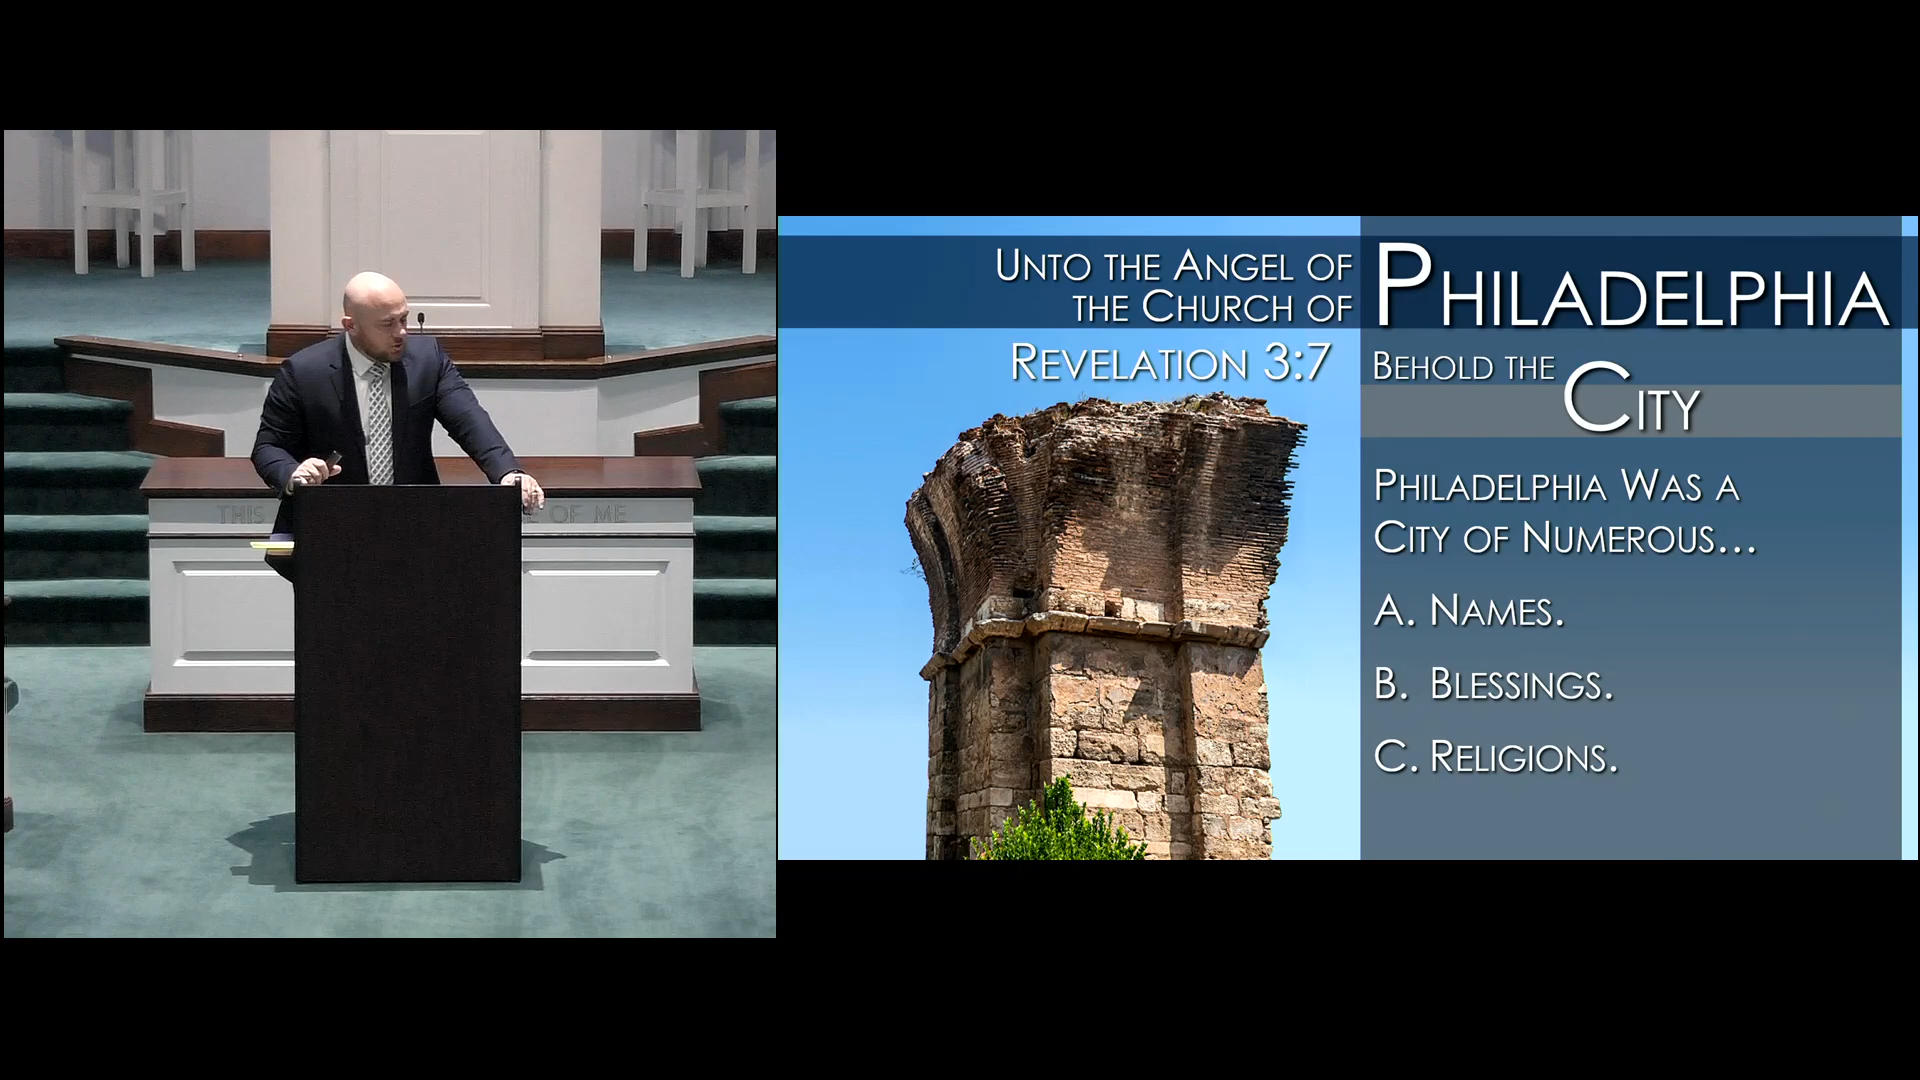 THIS
E OF ME
Unto the Angel of
the Church of
Philadelphia
Revelation 3:7
Behold the
City
Philadelphia Was a
City of Numerous...
A. Names.
B. Blessings.
C. Religions.